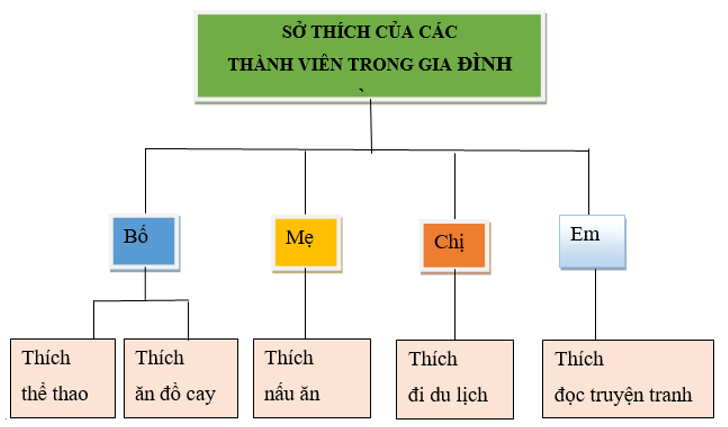 SỞ THÍCH CỦA CÁC
THÀNH VIÊN TRONG GIA ĐÌNH
Bố
Mẹ
Chị
Em
Thích
thể thao
Thích
ăn đồ cay
Thích
nấu ăn
Thích
đi du lịch
Thích
đọc truyện tranh